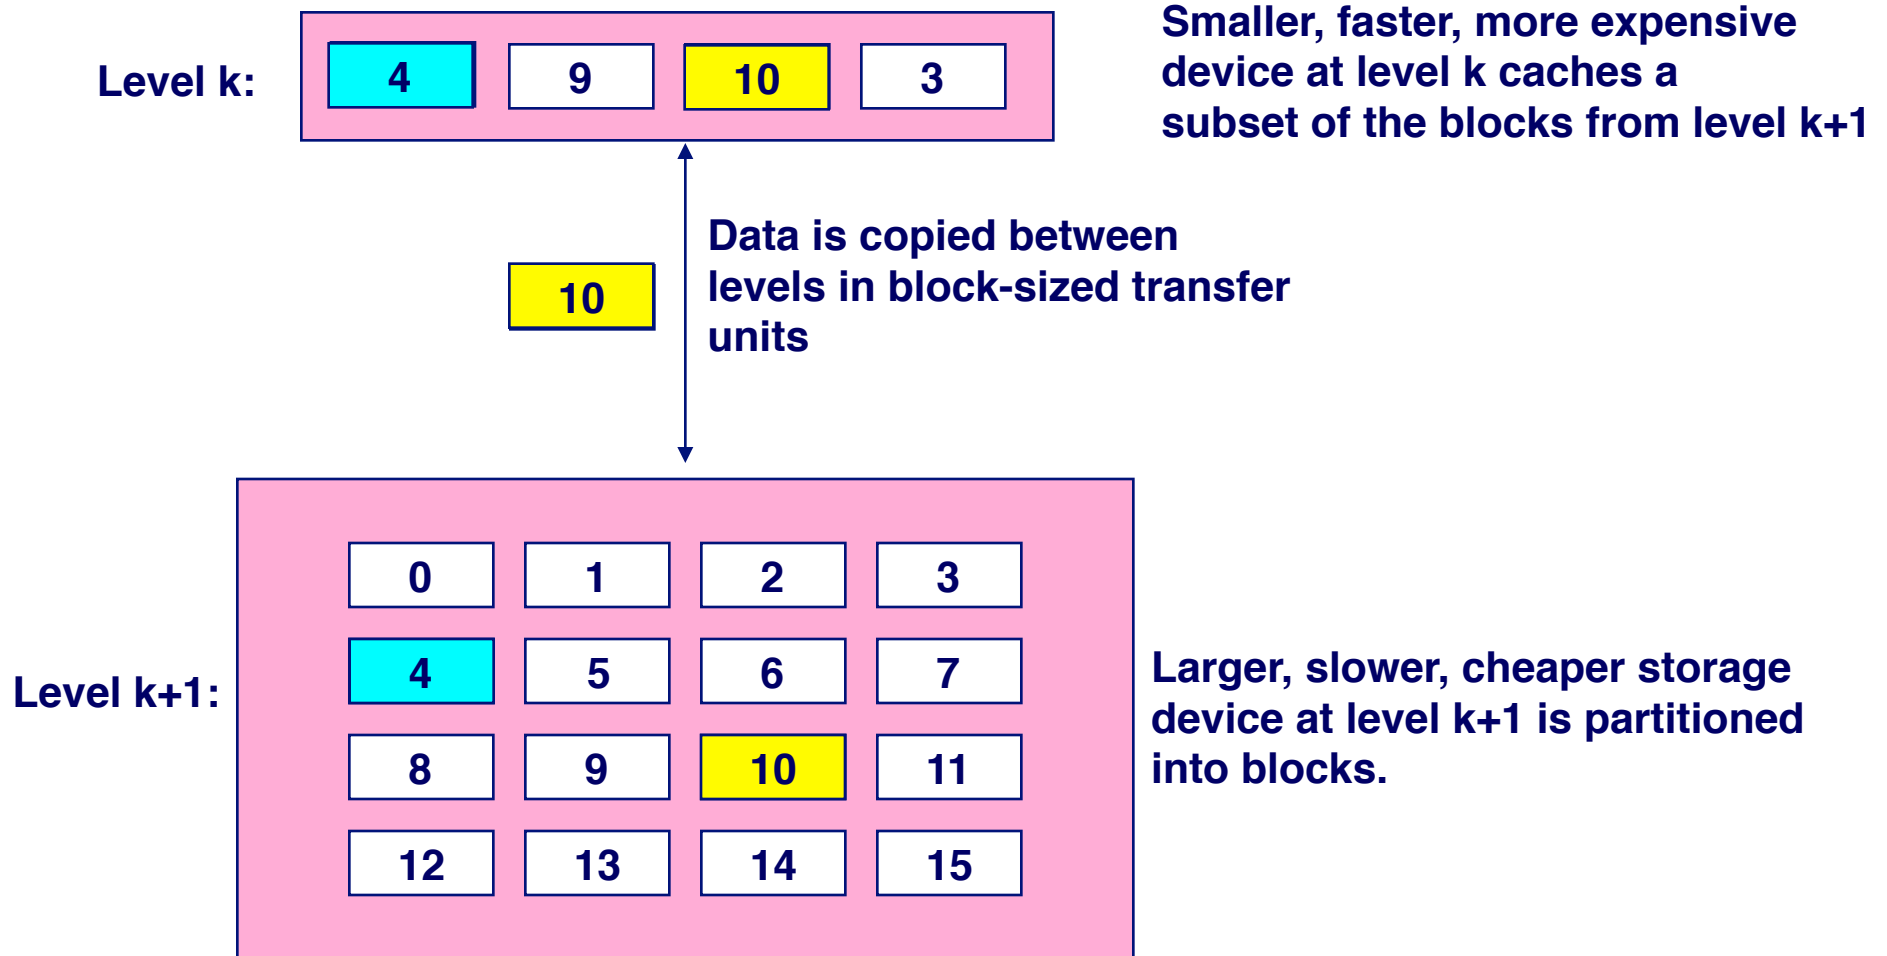 Smaller, faster, more expensive
device at level k caches a
subset of the blocks from level k+1
Level k:
4 9 10 3
Data is copied between
levels in block-sized transfer
units
10
0 1 2 3
4 5 6 7
Level k+1:
8 9 10 11
12 13 14 15
Larger, slower, cheaper storage
device at level k+1 is partitioned
into blocks.